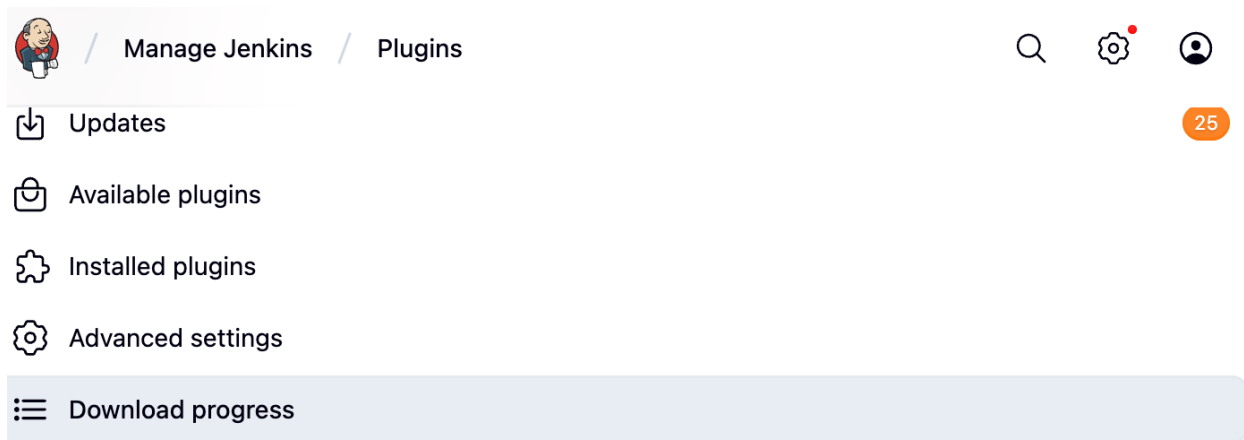 Manage Jenkins / Plugins
Updates 25
Available plugins
Installed plugins
Advanced settings
Download progress